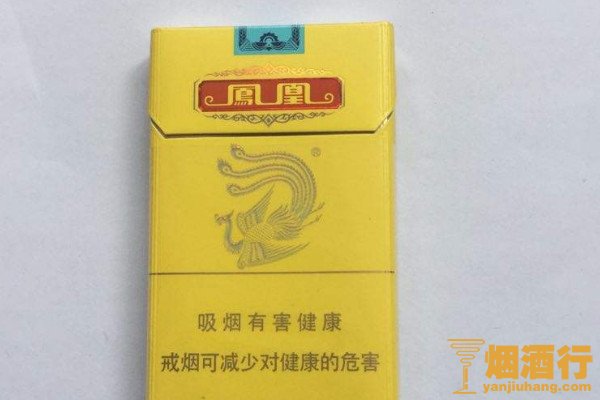 鳳凰
®
吸烟有害健康
戒烟可减少对健康的危害
烟酒行
yanjiuhang.com